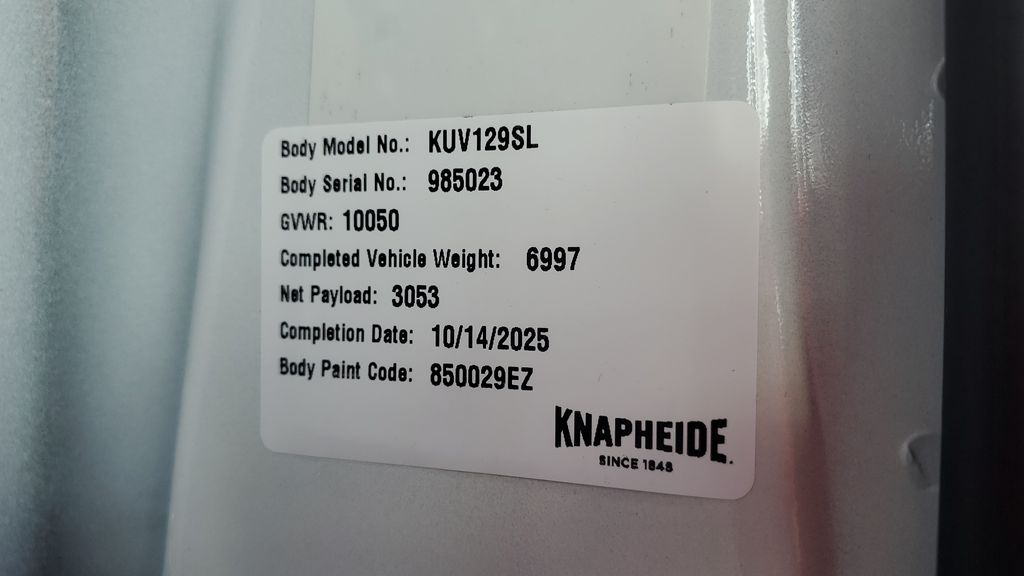 Body Model No.: KUV129SL
Body Serial No.: 985023
GVWR: 10050
Completed Vehicle Weight: 6997
Net Payload: 3053
Completion Date: 10/14/2025
Body Paint Code: 850029EZ
KNAPHEIDE.
SINCE 1848